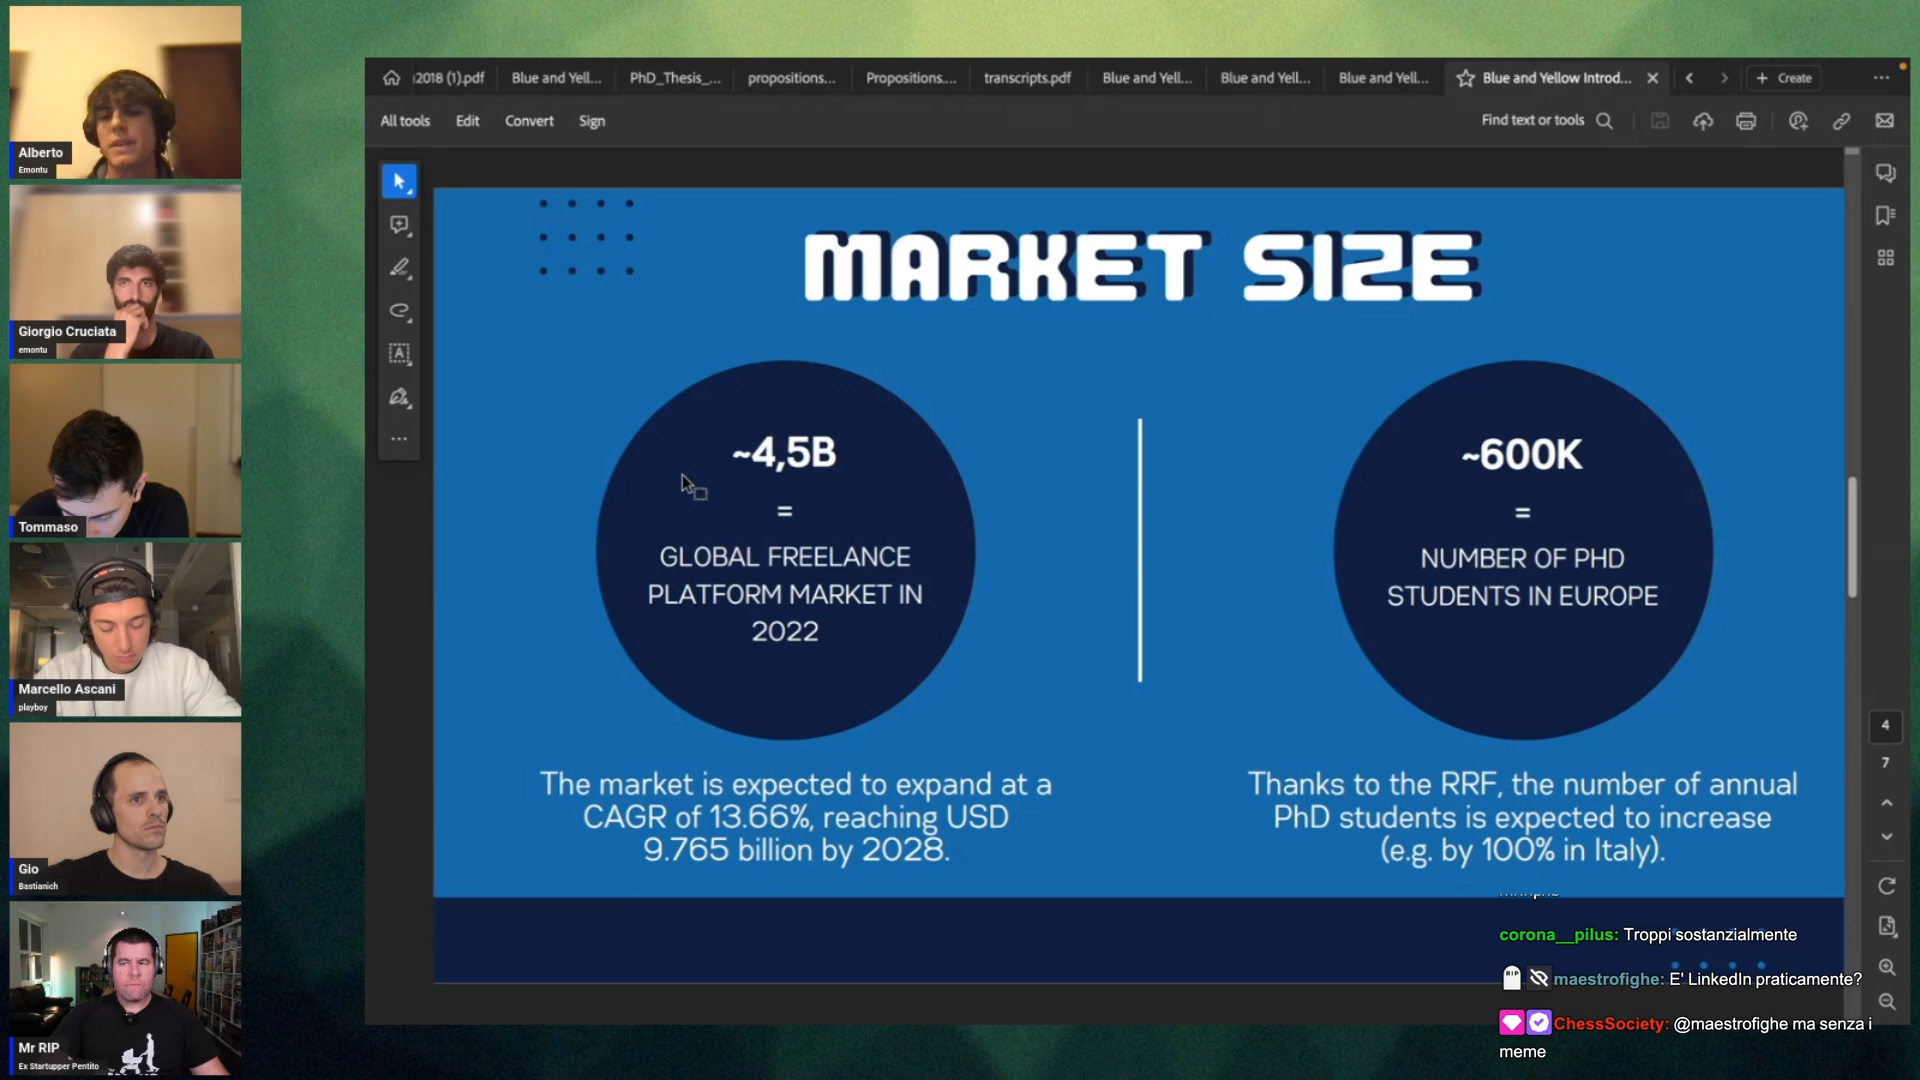 Alberto
Emontu
Giorgio Cruciata
emontu
Tommaso
Marcello Ascani
playboy
Gio
Bastianich
Mr RIP
Ex Startupper Pentito
2018 (1).pdf
Blue and Yell...
PhD_Thesis_...
propositions...
Propositions....
transcripts.pdf
Blue and Yell...
Blue and Yell...
Blue and Yell...
Blue and Yellow Introd...
Create
All tools
Edit
Convert
Sign
Find text or tools
MARKET SIZE
~4,5B
=
GLOBAL FREELANCE
PLATFORM MARKET IN
2022
The market is expected to expand at a
CAGR of 13.66%, reaching USD
9.765 billion by 2028.
~600K
=
NUMBER OF PHD
STUDENTS IN EUROPE
Thanks to the RRF, the number of annual
PhD students is expected to increase
(e.g. by 100% in Italy).
4
7
corona__pilus: Troppi sostanzialmente
RIP maestrofighe: E' LinkedIn praticamente?
ChessSociety: @maestrofighe ma senza i
meme